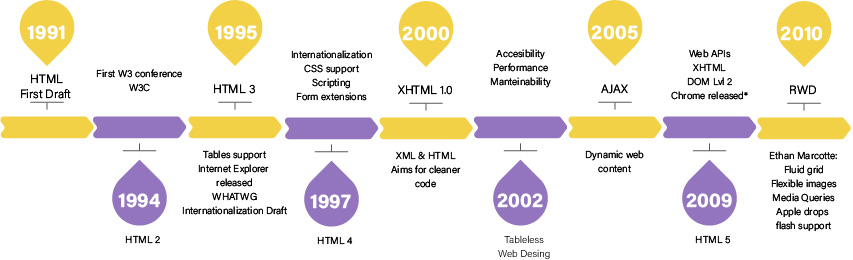 1991
HTML
First Draft
First W3 conference
W3C
1994
HTML 2
1995
HTML 3
Tables support
Internet Explorer
released
WHATWG
Internationalization Draft
Internationalization
CSS support
Scripting
Form extensions
1997
HTML 4
2000
XHTML 1.0
XML & HTML
Aims for cleaner
code
Accesibility
Performance
Manteinability
2002
Tableless
Web Desing
2005
AJAX
Dynamic web
content
Web APIs
XHTML
DOM Lvl 2
Chrome released*
2009
HTML 5
2010
RWD
Ethan Marcotte:
Fluid grid
Flexible images
Media Queries
Apple drops
flash support